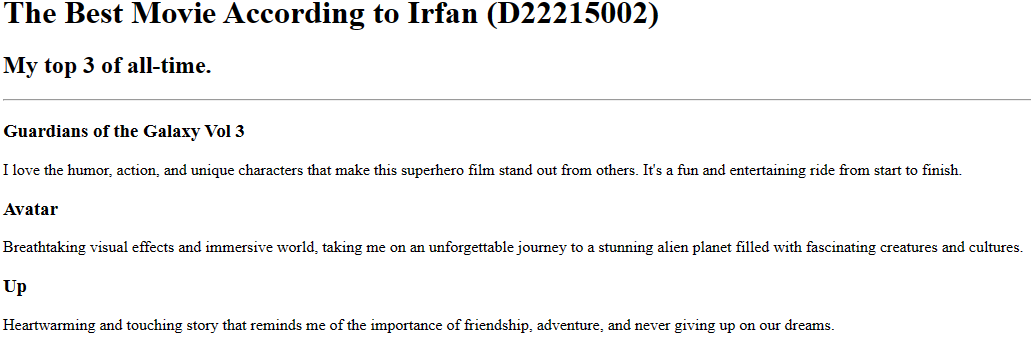 The Best Movie According to Irfan (D22215002)
My top 3 of all-time.
Guardians of the Galaxy Vol 3
I love the humor, action, and unique characters that make this superhero film stand out from others. It's a fun and entertaining ride from start to finish.
Avatar
Breathtaking visual effects and immersive world, taking me on an unforgettable journey to a stunning alien planet filled with fascinating creatures and cultures.
Up
Heartwarming and touching story that reminds me of the importance of friendship, adventure, and never giving up on our dreams.